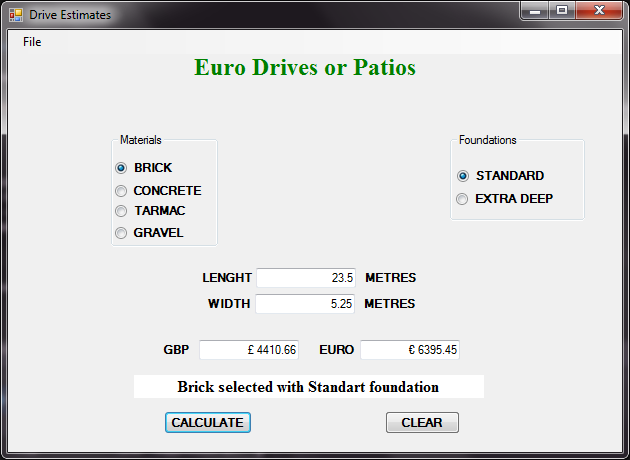 Drive Estimates
File
Euro Drives or Patios
Materials
BRICK
CONCRETE
TARMAC
GRAVEL
Foundations
STANDARD
EXTRA DEEP
LENGHT 23.5 METRES
WIDTH 5.25 METRES
GBP £ 4410.66 EURO € 6395.45
Brick selected with Standart foundation
CALCULATE CLEAR